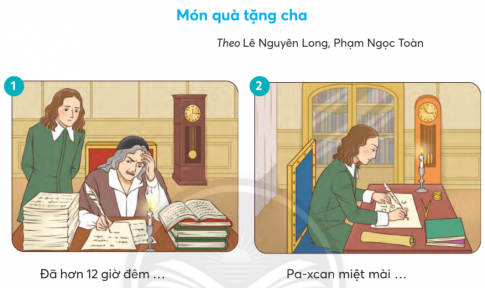 Món quà tặng cha
Theo Lê Nguyên Long, Phạm Ngọc Toàn
1
2
Đã hơn 12 giờ đêm ...
Pa-xcan miệt mài ...